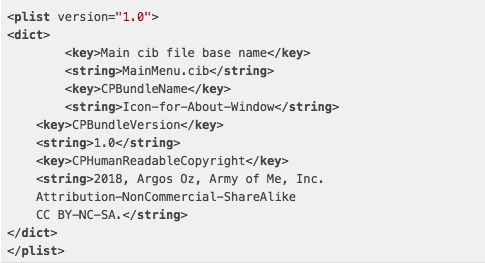 <plist version="1.0">
<dict>
        <key>Main cib file base name</key>
        <string>MainMenu.cib</string>
        <key>CPBundleName</key>
        <string>Icon-for-About-Window</string>
    <key>CPBundleVersion</key>
    <string>1.0</string>
    <key>CPHumanReadableCopyright</key>
    <string>2018, Argos Oz, Army of Me, Inc.
    Attribution-NonCommercial-ShareAlike
    CC BY-NC-SA.</string>
</dict>
</plist>